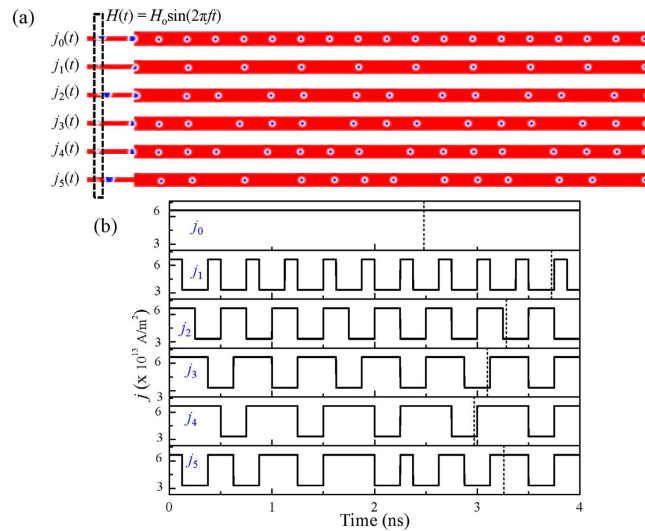 (a)
H(t) = Hₒsin(2πft)
j₀(t)
j₁(t)
j₂(t)
j₃(t)
j₄(t)
j₅(t)
(b)
j (x 10¹³ A/m²)
6
3
j₀
6
3
j₁
6
3
j₂
6
3
j₃
6
3
j₄
6
3
j₅
0 1 2 3 4
Time (ns)